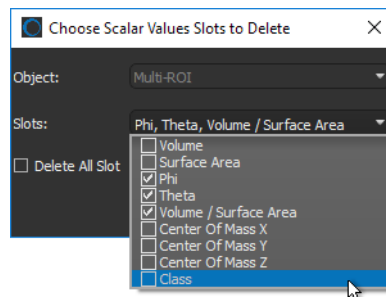 Choose Scalar Values Slots to Delete
Object: Multi-ROI
Slots: Phi, Theta, Volume / Surface Area
Delete All Slot
Volume
Surface Area
Phi
Theta
Volume / Surface Area
Center Of Mass X
Center Of Mass Y
Center Of Mass Z
Class